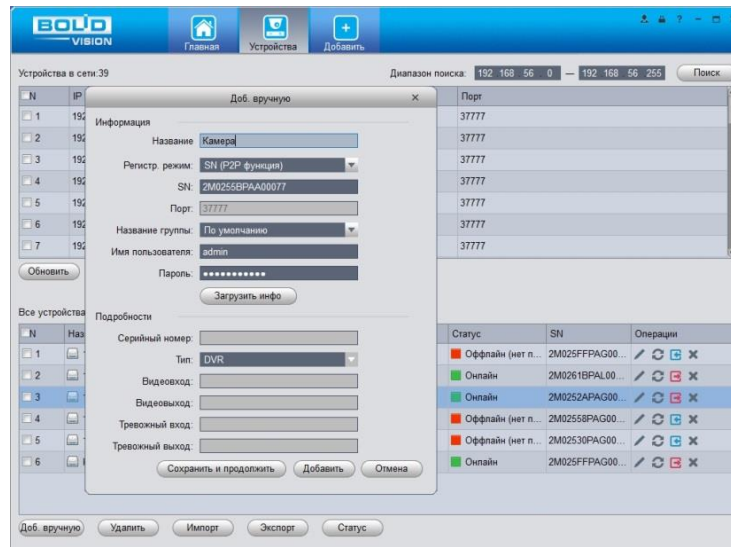 BOLID
VISION
Главная
Устройства
Добавить
?
Устройства в сети:39
Диапазон поиска: 192 168 56 0 — 192 168 56 255 Поиск
N IP Порт
1 192 37777
2 192 37777
3 192 37777
4 192 37777
5 192 37777
6 192 37777
7 192 37777
Обновить
Доб. вручную
Информация
Название Камера
Регистр. режим: SN (P2P функция)
SN: 2M0255BPAA00077
Порт: 37777
Название группы: По умолчанию
Имя пользователя: admin
Пароль: •••••••••••
Загрузить инфо
Подробности
Серийный номер:
Тип: DVR
Видеовход:
Видеовыход:
Тревожный вход:
Тревожный выход:
Сохранить и продолжить Добавить Отмена
Все устройства
N Наз Статус SN Операции
1 Оффлайн (нет п... 2M025FFPAG00...
2 Онлайн 2M0261BPAL00...
3 Онлайн 2M0252APAG00...
4 Оффлайн (нет п... 2M02558PAG00...
5 Оффлайн (нет п... 2M02530PAG00...
6 Онлайн 2M025FFPAG00...
Доб. вручную Удалить Импорт Экспорт Статус